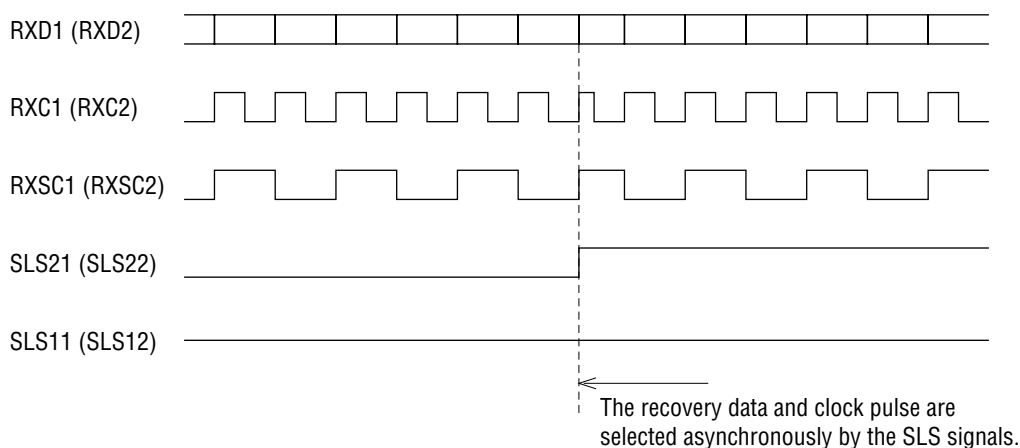 RXD1 (RXD2)
RXC1 (RXC2)
RXSC1 (RXSC2)
SLS21 (SLS22)
SLS11 (SLS12)
The recovery data and clock pulse are
selected asynchronously by the SLS signals.